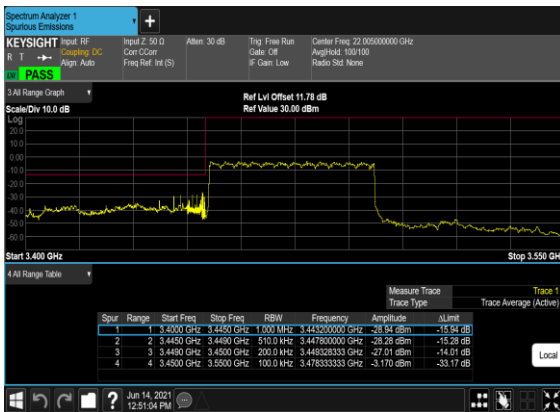 Spectrum Analyzer 1
Spurious Emissions
+
KEYSIGHT Input: RF Input Z: 50 Ω Atten: 30 dB Trig: Free Run Center Freq: 22.005000000 GHz
R T Coupling: DC Corr CCorr Gate: Off Avg|Hold: 100/100
Align: Auto Freq Ref: Int (S) IF Gain: Low Radio Std: None
PASS
3 All Range Graph
Ref Lvl Offset 11.78 dB
Scale/Div 10.0 dB Ref Value 30.00 dBm
Log
20.0
10.0
0.00
-10.0
-20.0
-30.0
-40.0
-50.0
-60.0
Start 3.400 GHz Stop 3.550 GH
4 All Range Table
Measure Trace Trace 1
Trace Type Trace Average (Active)
Spur Range Start Freq Stop Freq RBW Frequency Amplitude ΔLimit
1 1 3.4000 GHz 3.4450 GHz 1.000 MHz 3.443200000 GHz -28.94 dBm -15.94 dB
2 2 3.4450 GHz 3.4490 GHz 510.0 kHz 3.447800000 GHz -28.28 dBm -15.28 dB
3 3 3.4490 GHz 3.4500 GHz 200.0 kHz 3.449328333 GHz -27.01 dBm -14.01 dB
4 4 3.4500 GHz 3.5500 GHz 100.0 kHz 3.478333333 GHz -3.170 dBm -33.17 dB
Local
? Jun 14, 2021
12:51:04 PM